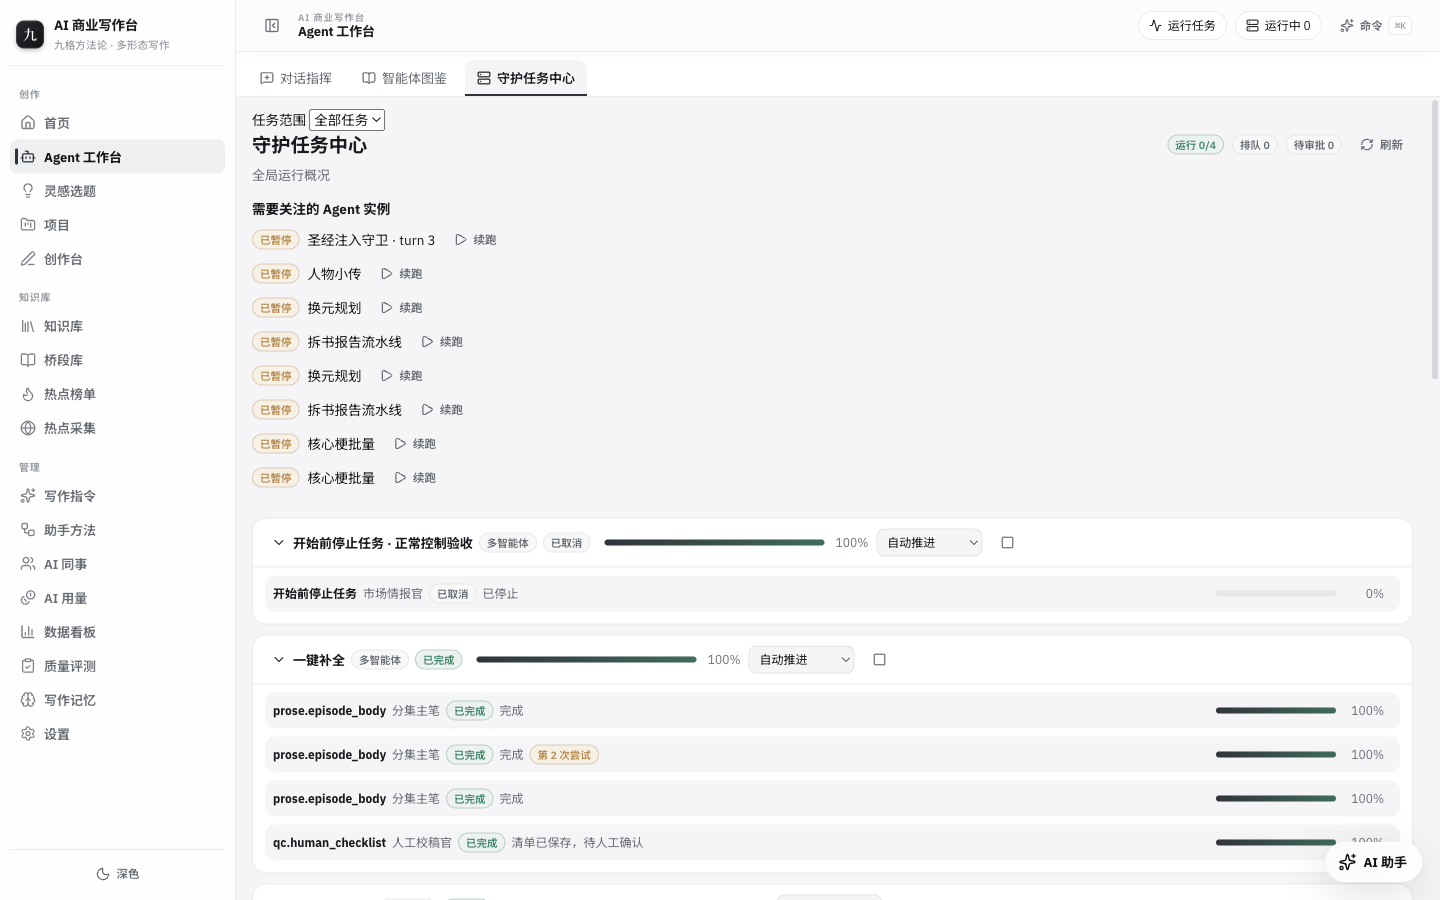 九
AI 商业写作台
九格方法论 · 多形态写作
创作
首页
Agent 工作台
灵感选题
项目
创作台
知识库
知识库
桥段库
热点榜单
热点采集
管理
写作指令
助手方法
AI 同事
AI 用量
数据看板
质量评测
写作记忆
设置
深色
AI 商业写作台
Agent 工作台
运行任务
运行中 0
命令 ⌘K
对话指挥
智能体图鉴
守护任务中心
任务范围 全部任务
守护任务中心
运行 0/4 排队 0 待审批 0 刷新
全局运行概况
需要关注的 Agent 实例
已暂停 圣经注入守卫 · turn 3 续跑
已暂停 人物小传 续跑
已暂停 换元规划 续跑
已暂停 拆书报告流水线 续跑
已暂停 换元规划 续跑
已暂停 拆书报告流水线 续跑
已暂停 核心梗批量 续跑
已暂停 核心梗批量 续跑
开始前停止任务 · 正常控制验收 多智能体 已取消 100% 自动推进
开始前停止任务 市场情报官 已取消 已停止 0%
一键补全 多智能体 已完成 100% 自动推进
prose.episode_body 分集主笔 已完成 完成 100%
prose.episode_body 分集主笔 已完成 完成 第 2 次尝试 100%
prose.episode_body 分集主笔 已完成 完成 100%
qc.human_checklist 人工校稿官 已完成 清单已保存，待人工确认 100%
AI 助手